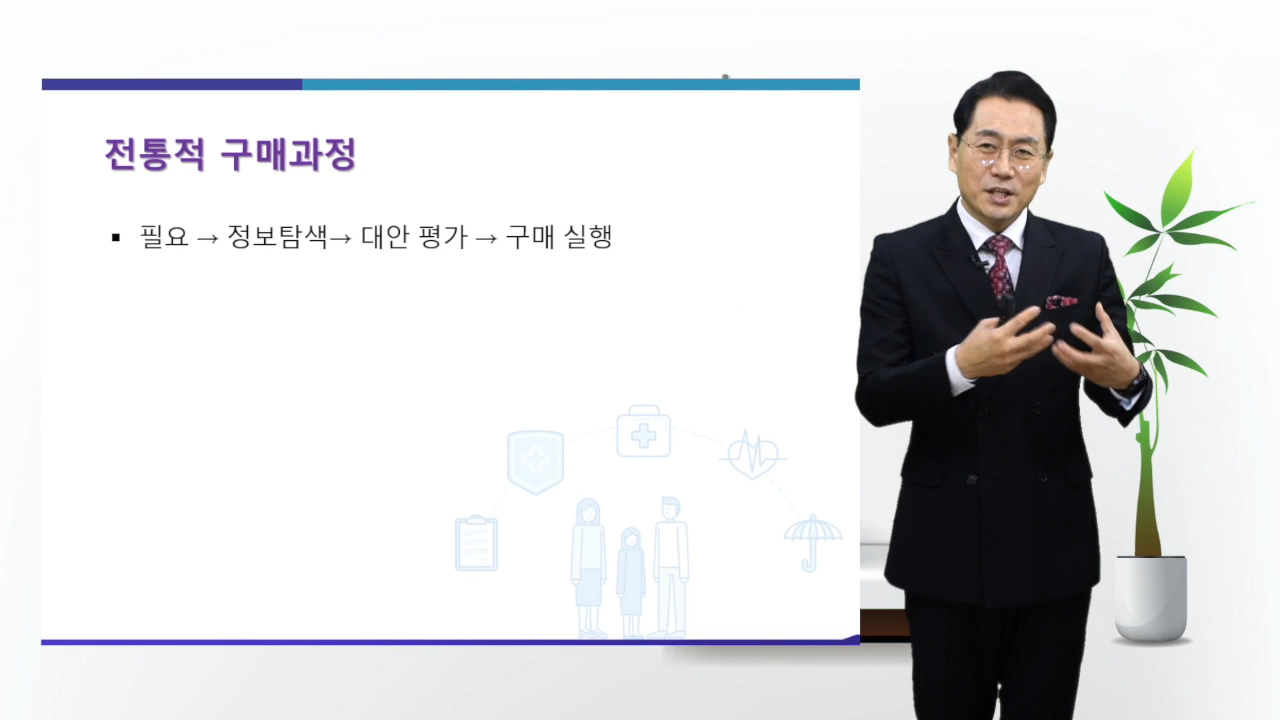 전통적 구매과정
▪ 필요 → 정보탐색→ 대안 평가 → 구매 실행